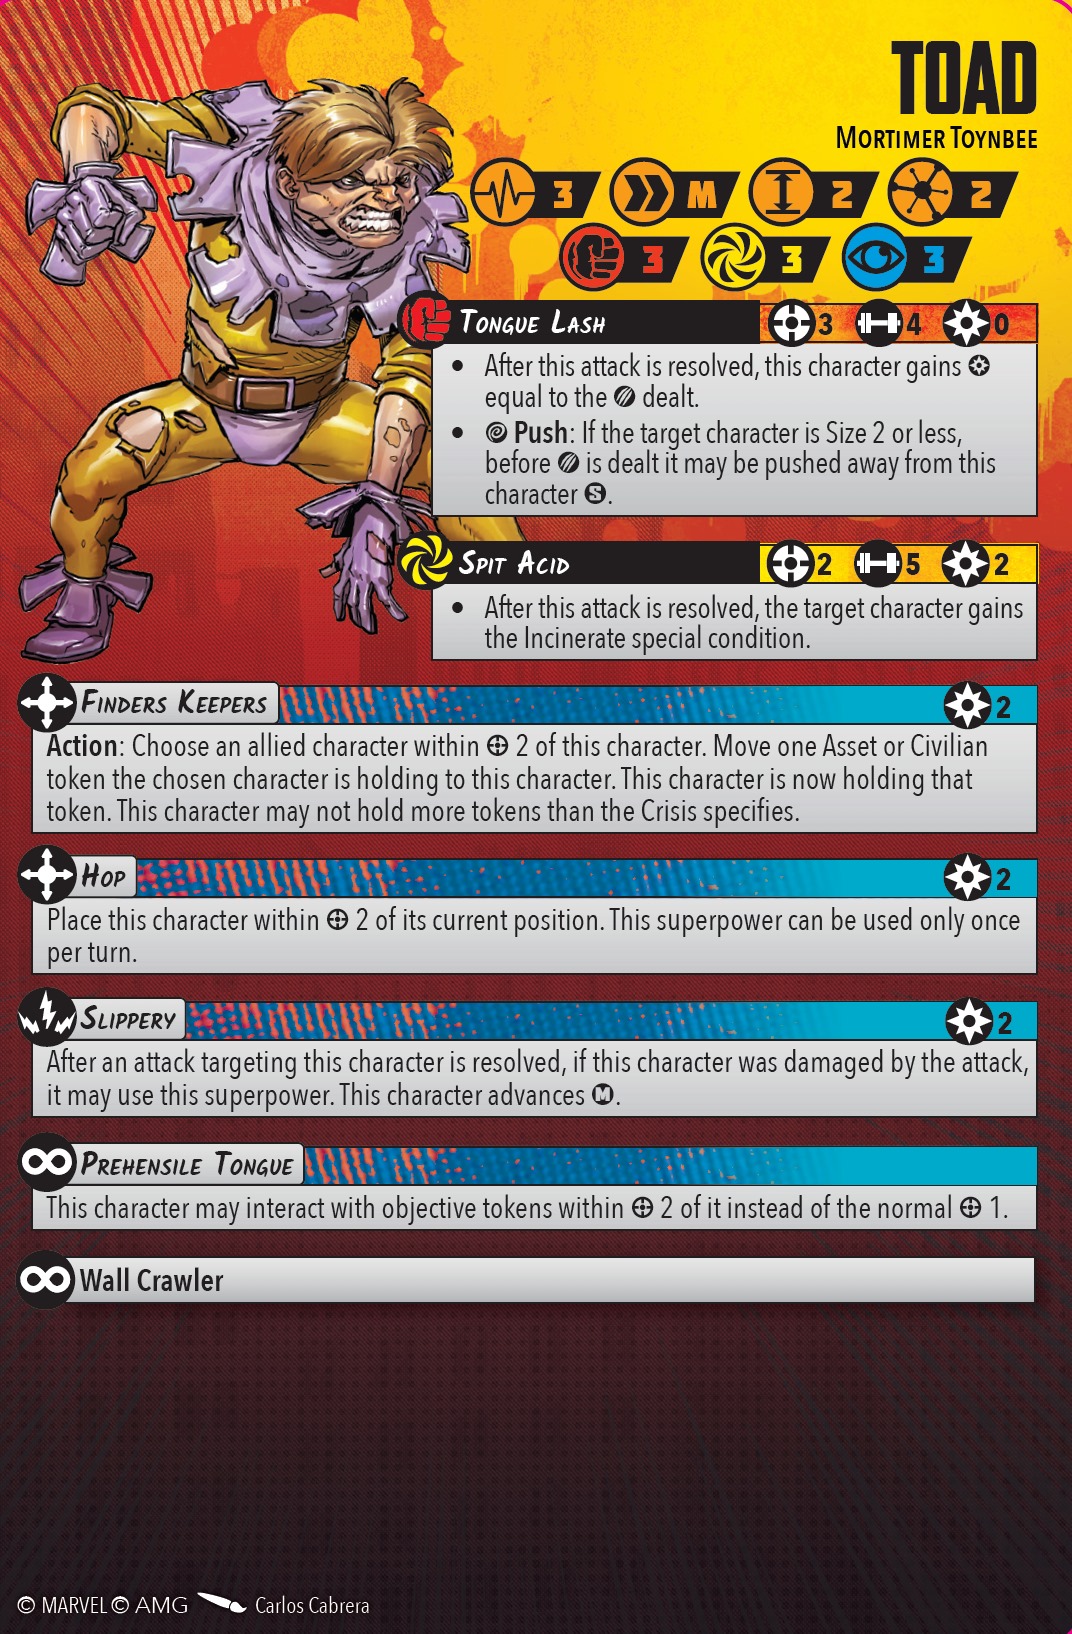 TOAD
MORTIMER TOYNBEE
3 M 2 2
3 3 3
TONGUE LASH 3 4 0
• After this attack is resolved, this character gains
equal to the dealt.
• Push: If the target character is Size 2 or less,
before is dealt it may be pushed away from this
character S.
SPIT ACID 2 5 2
• After this attack is resolved, the target character gains
the Incinerate special condition.
FINDERS KEEPERS 2
Action: Choose an allied character within 2 of this character. Move one Asset or Civilian
token the chosen character is holding to this character. This character is now holding that
token. This character may not hold more tokens than the Crisis specifies.
HOP 2
Place this character within 2 of its current position. This superpower can be used only once
per turn.
SLIPPERY 2
After an attack targeting this character is resolved, if this character was damaged by the attack,
it may use this superpower. This character advances M.
PREHENSILE TONGUE
This character may interact with objective tokens within 2 of it instead of the normal 1.
Wall Crawler
© MARVEL © AMG Carlos Cabrera